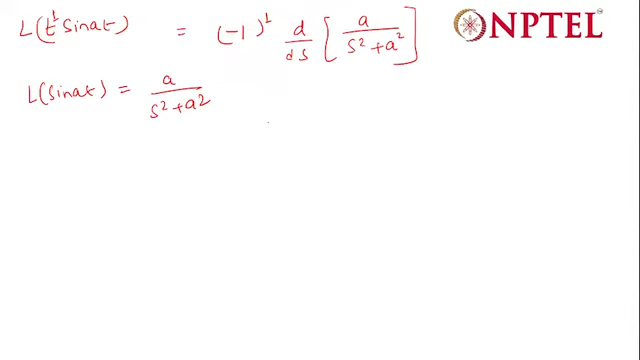 L(t¹ sinat) = (-1)¹ d/ds [a/(s²+a²)]
L(sinat) = a/(s²+a²)
NPTEL